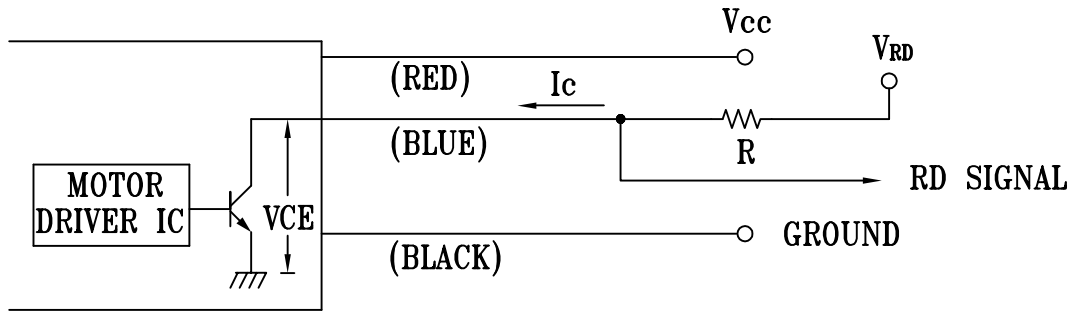 Vcc
VRD
(RED)
Ic
(BLUE)
R
MOTOR
DRIVER IC
VCE
RD SIGNAL
(BLACK)
GROUND